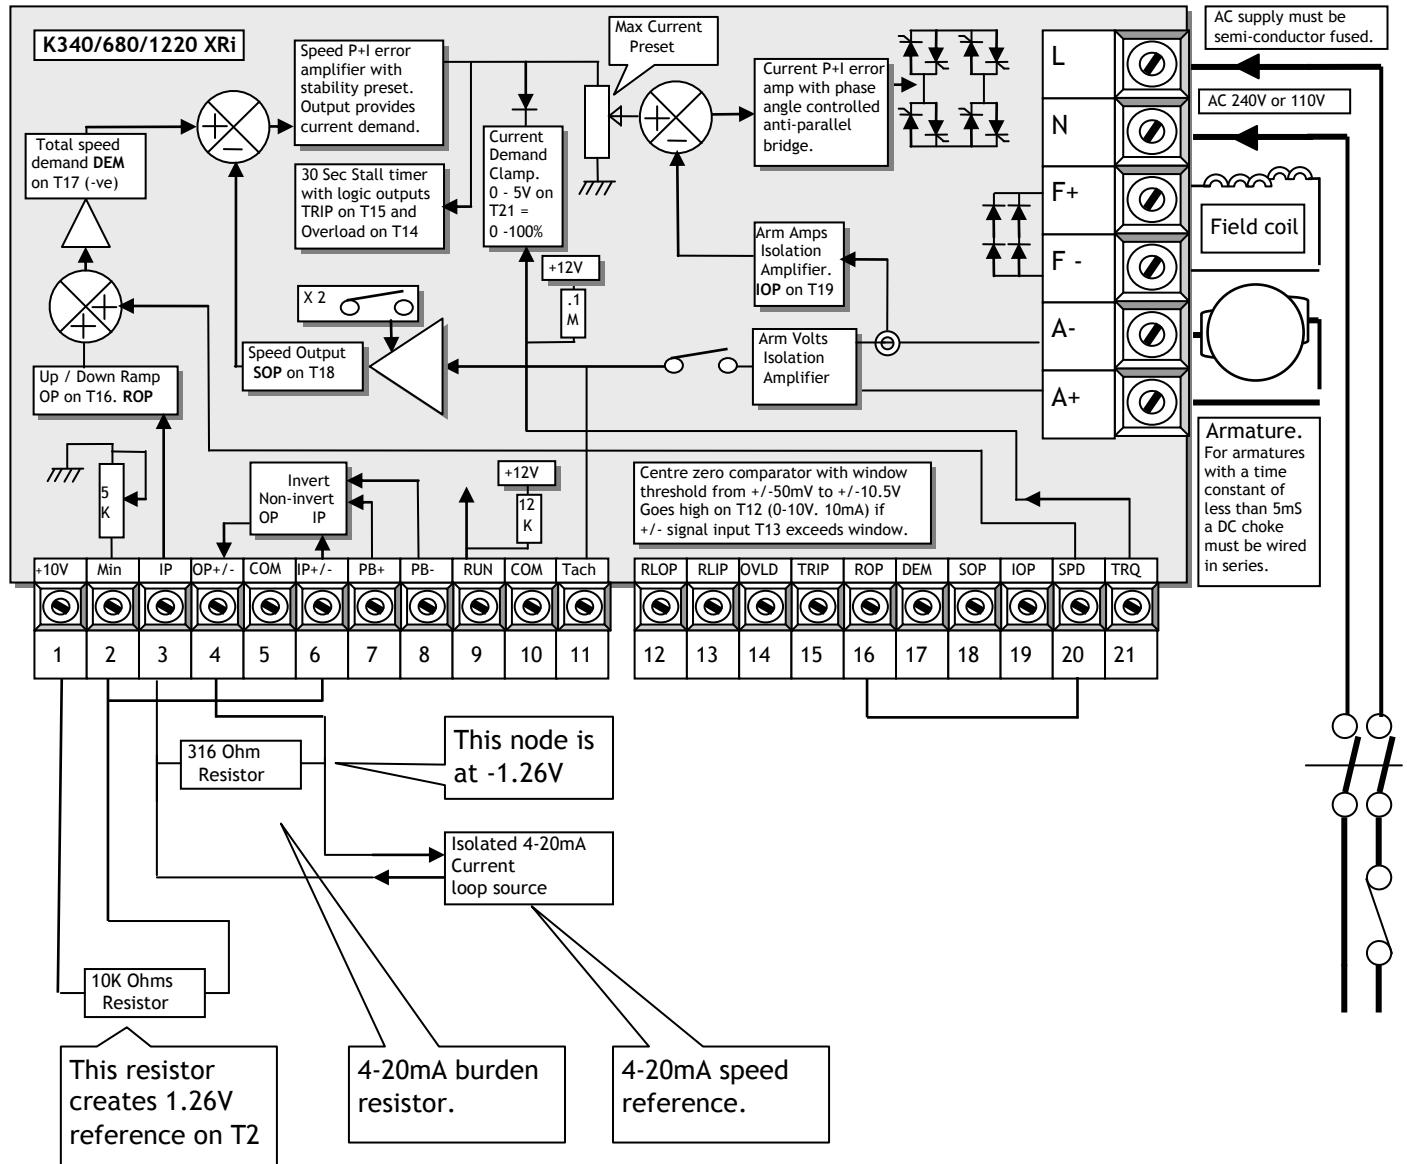 K340/680/1220 XRi
Speed P+I error
amplifier with
stability preset.
Output provides
current demand.
Max Current
Preset
Current P+I error
amp with phase
angle controlled
anti-parallel
bridge.
AC supply must be
semi-conductor fused.
L
AC 240V or 110V
N
Total speed
demand DEM
on T17 (-ve)
30 Sec Stall timer
with logic outputs
TRIP on T15 and
Overload on T14
Current
Demand
Clamp.
0 - 5V on
T21 =
0 -100%
F+
Field coil
F -
Arm Amps
Isolation
Amplifier.
IOP on T19
+12V
.1
M
X 2
A-
Speed Output
SOP on T18
Arm Volts
Isolation
Amplifier
A+
Up / Down Ramp
OP on T16. ROP
Armature.
For armatures
with a time
constant of
less than 5mS
a DC choke
must be wired
in series.
5
K
Invert
Non-invert
OP IP
+12V
12
K
Centre zero comparator with window
threshold from +/-50mV to +/-10.5V
Goes high on T12 (0-10V. 10mA) if
+/- signal input T13 exceeds window.
+10V Min IP OP+/- COM IP+/- PB+ PB- RUN COM Tach RLOP RLIP OVLD TRIP ROP DEM SOP IOP SPD TRQ
1 2 3 4 5 6 7 8 9 10 11 12 13 14 15 16 17 18 19 20 21
316 Ohm
Resistor
This node is
at -1.26V
Isolated 4-20mA
Current
loop source
10K Ohms
Resistor
This resistor
creates 1.26V
reference on T2
4-20mA burden
resistor.
4-20mA speed
reference.